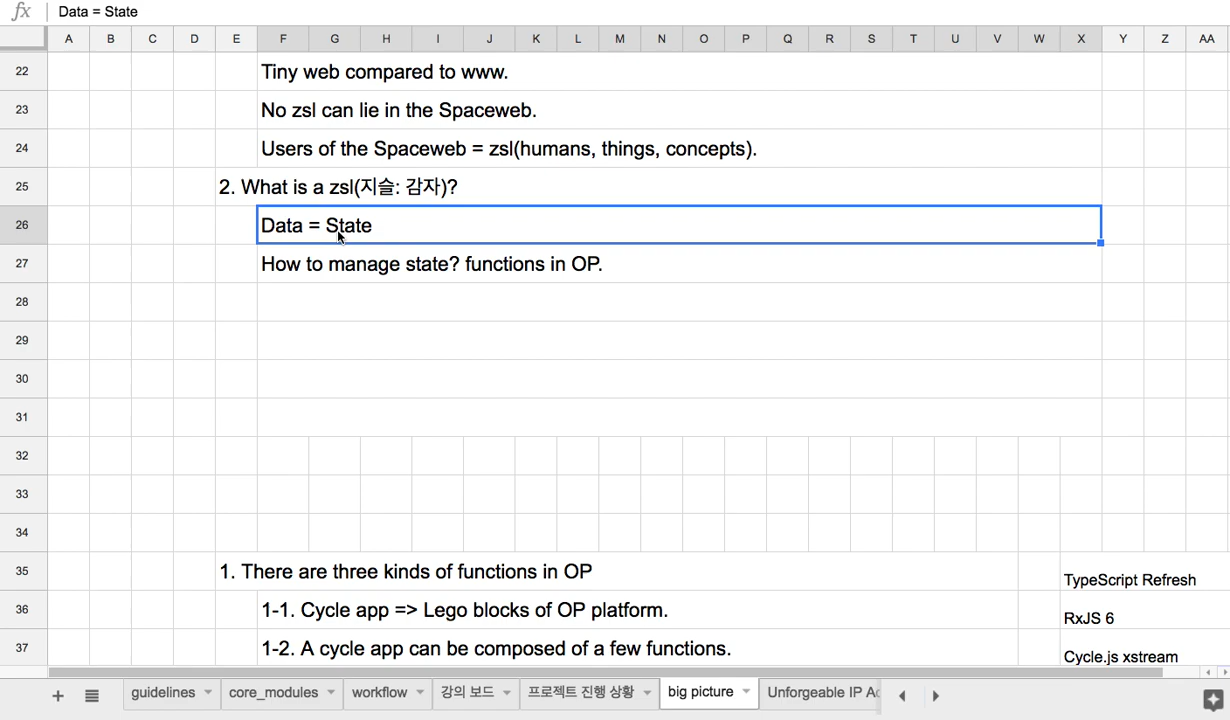 fx Data = State
A B C D E F G H I J K L M N O P Q R S T U V W X Y Z AA
22 Tiny web compared to www.
23 No zsl can lie in the Spaceweb.
24 Users of the Spaceweb = zsl(humans, things, concepts).
25 2. What is a zsl(지슬: 감자)?
26 Data = State
27 How to manage state? functions in OP.
28
29
30
31
32
33
34
35 1. There are three kinds of functions in OP TypeScript Refresh
36 1-1. Cycle app => Lego blocks of OP platform. RxJS 6
37 1-2. A cycle app can be composed of a few functions. Cycle.js xstream
guidelines core_modules workflow 강의 보드 프로젝트 진행 상황 big picture Unforgeable IP